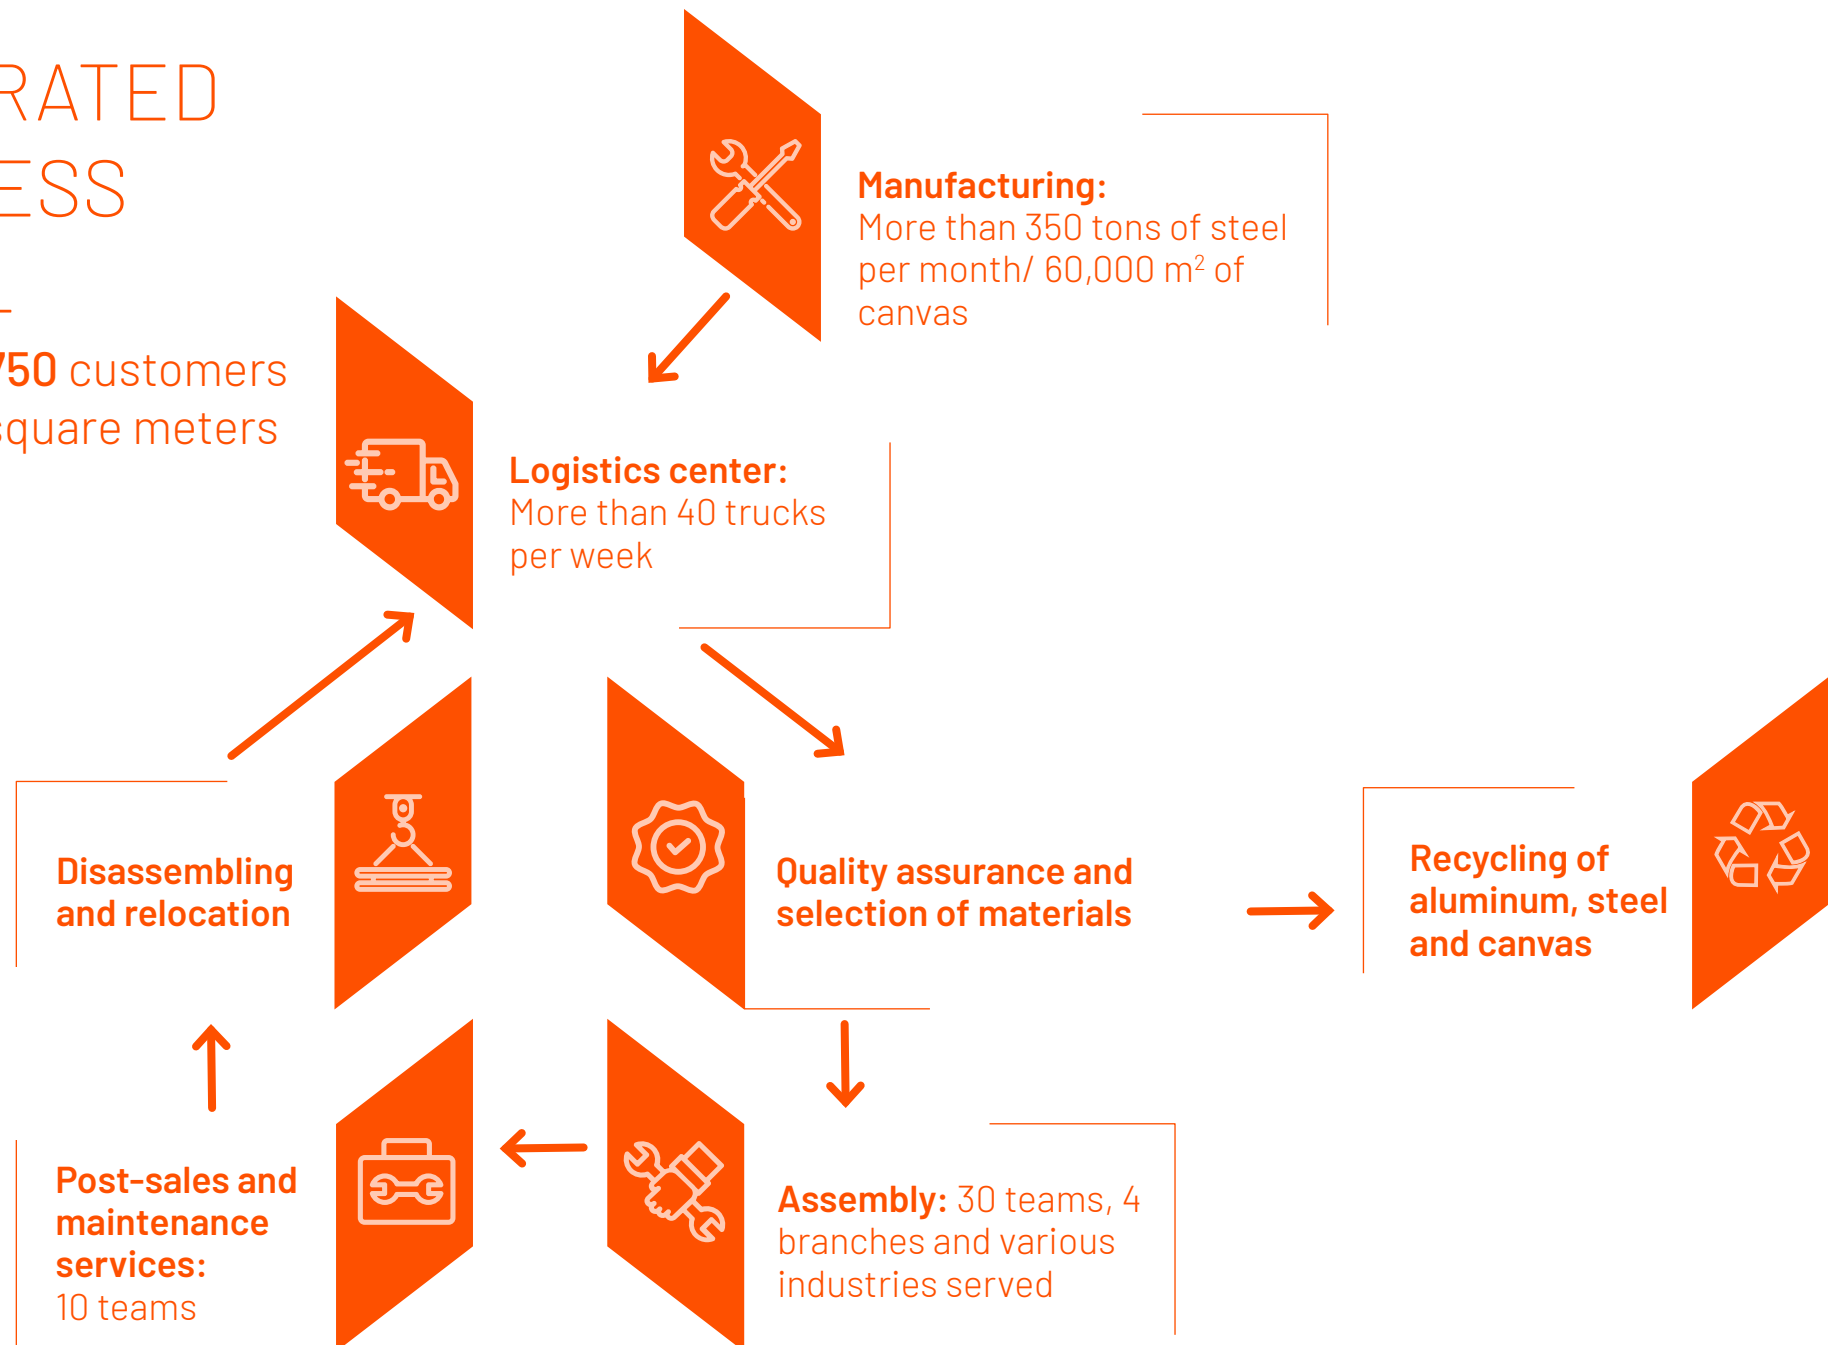 RATED
ESS
750 customers
square meters
Manufacturing:
More than 350 tons of steel
per month/ 60,000 m² of
canvas
Logistics center:
More than 40 trucks
per week
Disassembling
and relocation
Quality assurance and
selection of materials
Recycling of
aluminum, steel
and canvas
Post-sales and
maintenance
services:
10 teams
Assembly: 30 teams, 4
branches and various
industries served